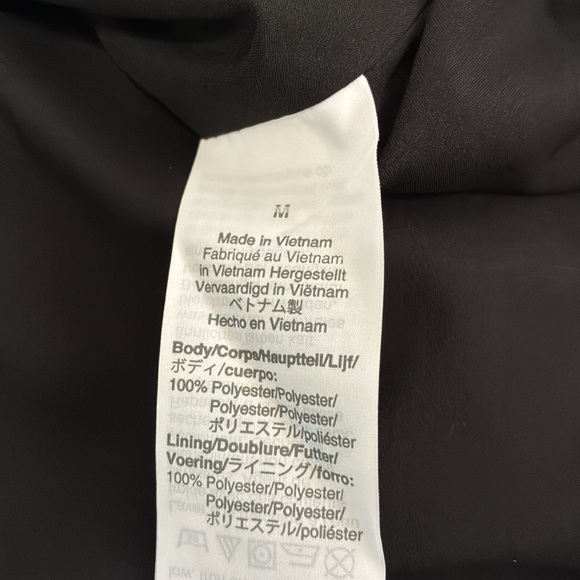 M
Made in Vietnam
Fabriqué au Vietnam
in Vietnam Hergestellt
Vervaardigd in Viëtnam
ベトナム製
Hecho en Vietnam
Body/Corps/Hauptteil/Lijf/
ボディ/cuerpo:
100% Polyester/Polyester/
Polyester/Polyester/
ポリエステル/poliéster
Lining/Doublure/Futter/
Voering/ライニング/forro:
100% Polyester/Polyester/
Polyester/Polyester/
ポリエステル/poliéster